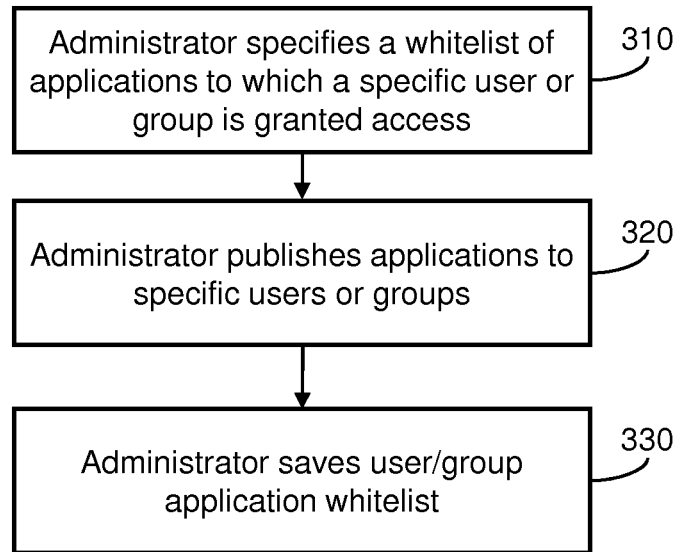 Administrator specifies a whitelist of
applications to which a specific user or
group is granted access
310
Administrator publishes applications to
specific users or groups
320
Administrator saves user/group
application whitelist
330